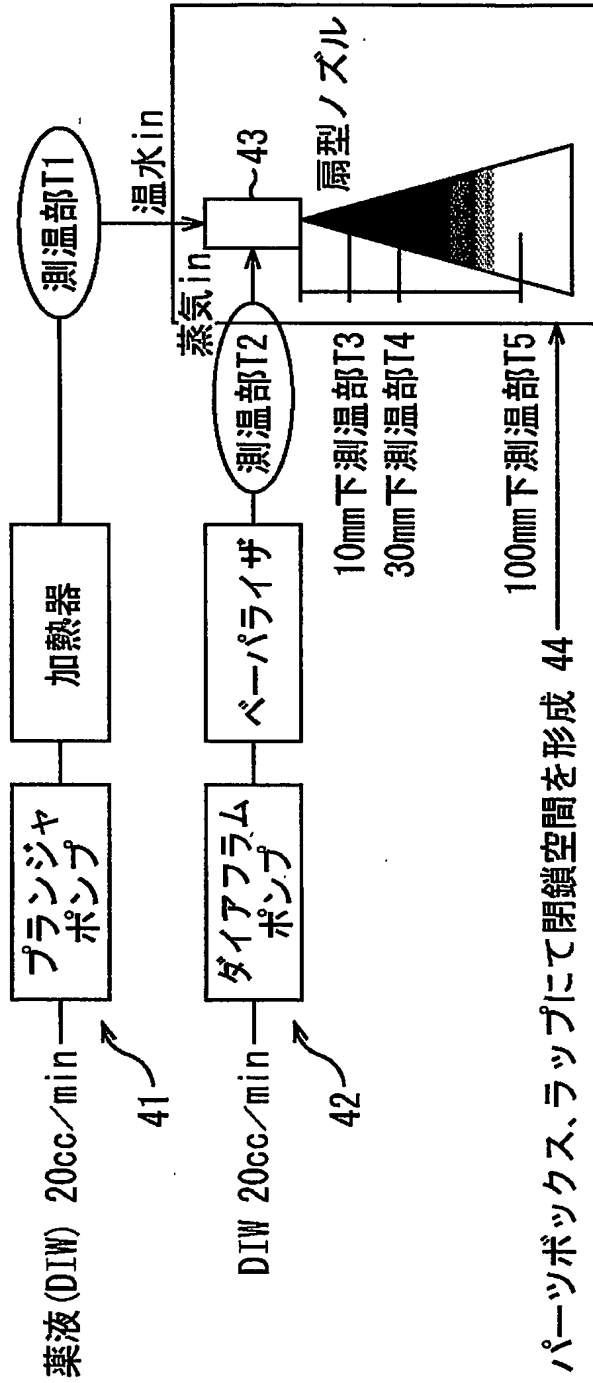 薬液(DIW) 20cc/min
プランジャ
ポンプ
加熱器
測温部T1
温水in
41
DIW 20cc/min
ダイアフラム
ポンプ
ベーパライザ
測温部T2
蒸気in
42
43
扇型ノズル
10mm下測温部T3
30mm下測温部T4
100mm下測温部T5
パーツボックス、ラップにて閉鎖空間を形成 44